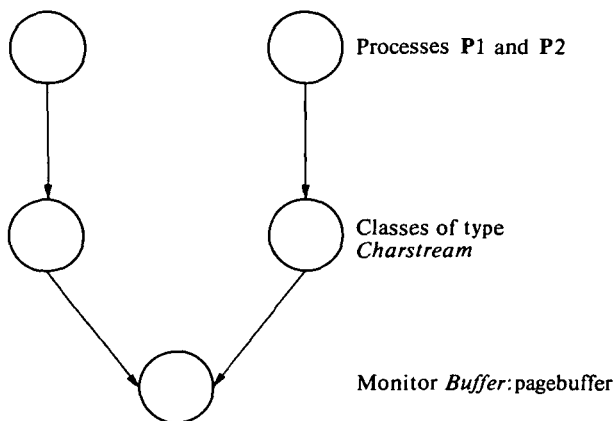 Processes P1 and P2
Classes of type
Charstream
Monitor Buffer: pagebuffer